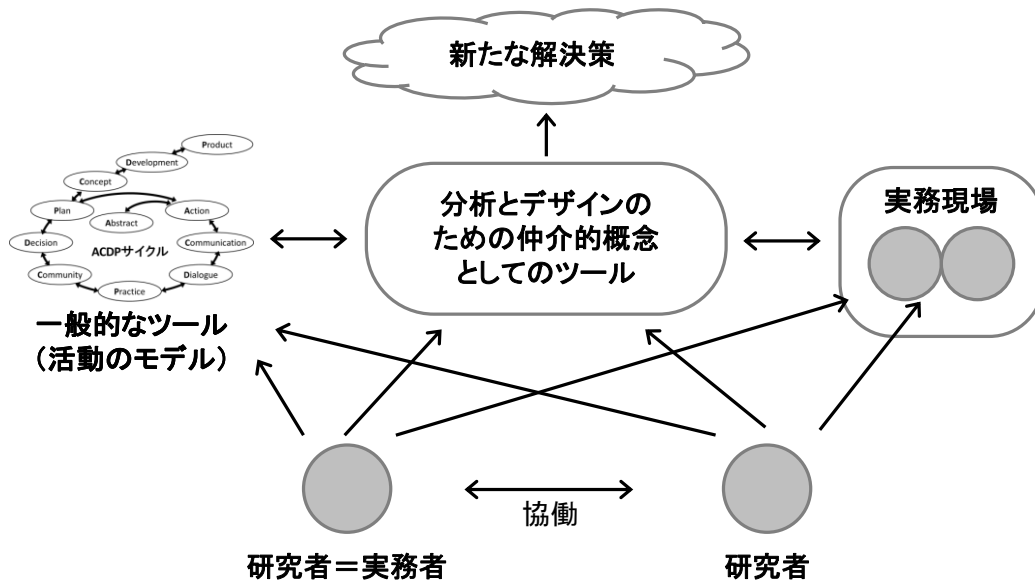 新たな解決策
Product
Development
Concept
Plan
Action
Abstract
Decision
ACDPサイクル
Communication
Community
Dialogue
Practice
一般的なツール
(活動のモデル)
分析とデザインの
ための仲介的概念
としてのツール
実務現場
協働
研究者=実務者
研究者